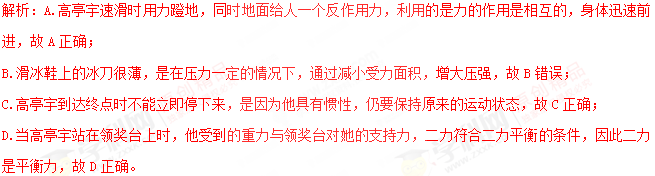 解析：A.高亭宇速滑时用力蹬地，同时地面给人一个反作用力，利用的是力的作用是相互的，身体迅速前
进，故 A 正确；
B.滑冰鞋上的冰刀很薄，是在压力一定的情况下，通过减小受力面积，增大压强，故 B 错误；
C.高亭宇到达终点时不能立即停下来，是因为他具有惯性，仍要保持原来的运动状态，故 C 正确；
D.当高亭宇站在领奖台上时，他受到的重力与领奖台对她的支持力，二力符合二力平衡的条件，因此二力
是平衡力，故 D 正确。